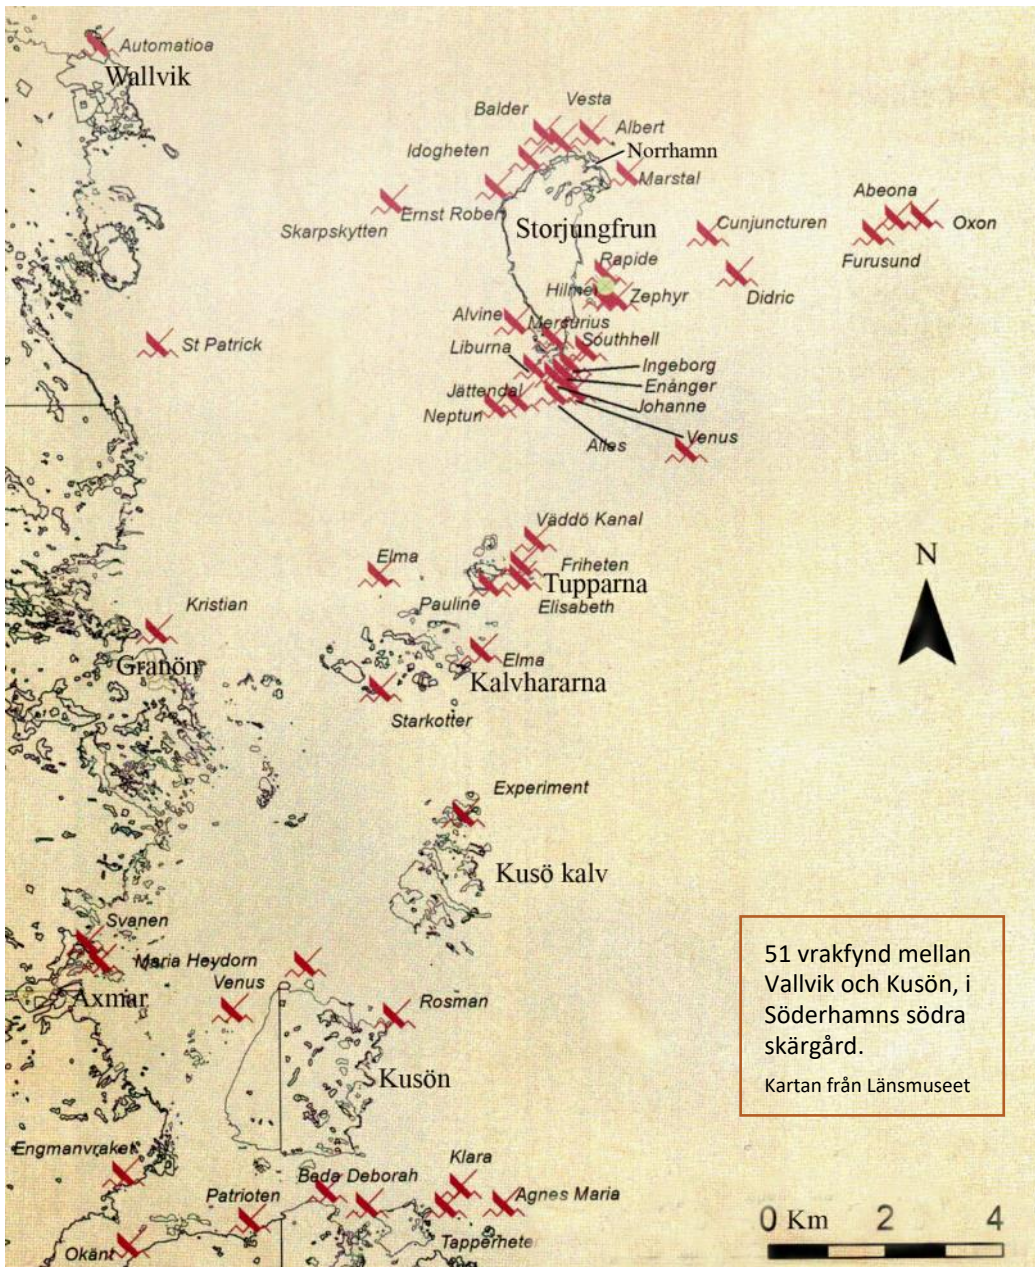 Automatioa
Wallvik
Balder
Vesta
Albert
Idogheten
Norrhamn
Marstal
Ernst Rober
Skarpskytten
Storjungfrun
Cunjuncturen
Abeona
Oxon
Furusund
Rapide
Didric
Hilmer
Zephyr
Alvine
Mercurius
Southhell
St Patrick
Liburna
Ingeborg
Enånger
Jättendal
Johanne
Neptun
Venus
Alles
Väddö Kanal
Elma
Friheten
Tupparna
Pauline
Elisabeth
N
Kristian
Granön
Elma
Kalvhararna
Starkotter
Experiment
Kusö kalv
Svanen
Maria Heydorn
Venus
Axmar
Rosman
Kusön
51 vrakfynd mellan
Vallvik och Kusön, i
Söderhamns södra
skärgård.
Kartan från Länsmuseet
Engmanvraket
Klara
Beda Deborah
Patrioten
Agnes Maria
Tapperheten
Okänt
0 Km 2 4